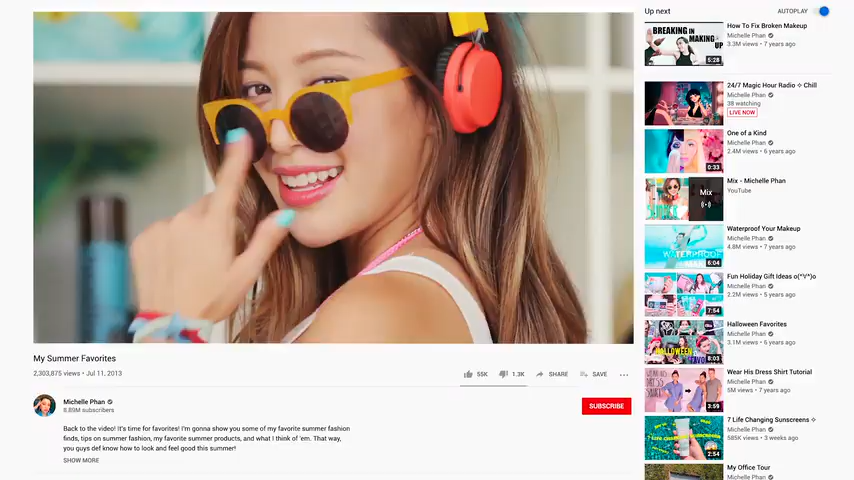 Up next
AUTOPLAY
BREAKING IN
MAKING UP
5:28
How To Fix Broken Makeup
Michelle Phan
3.3M views • 7 years ago
24/7 Magic Hour Radio ✧ Chill
Michelle Phan
38 watching
LIVE NOW
0:33
One of a Kind
Michelle Phan
2.4M views • 6 years ago
SUMMER
Mix
Mix - Michelle Phan
YouTube
WATERPROOF
6:04
Waterproof Your Makeup
Michelle Phan
4.8M views • 7 years ago
7:54
Fun Holiday Gift Ideas o(^V^)o
Michelle Phan
2.2M views • 5 years ago
HALLOWEEN
8:03
Halloween Favorites
Michelle Phan
3.1M views • 6 years ago
3:59
Wear His Dress Shirt Tutorial
Michelle Phan
5M views • 7 years ago
2:54
7 Life Changing Sunscreens ✧
Michelle Phan
585K views • 3 weeks ago
My Office Tour
Michelle Phan
My Summer Favorites
2,303,875 views • Jul 11, 2013
55K
1.3K
SHARE
SAVE
Michelle Phan
8.89M subscribers
SUBSCRIBE
Back to the video! It's time for favorites! I'm gonna show you some of my favorite summer fashion
finds, tips on summer fashion, my favorite summer products, and what I think of 'em. That way,
you guys def know how to look and feel good this summer!
SHOW MORE